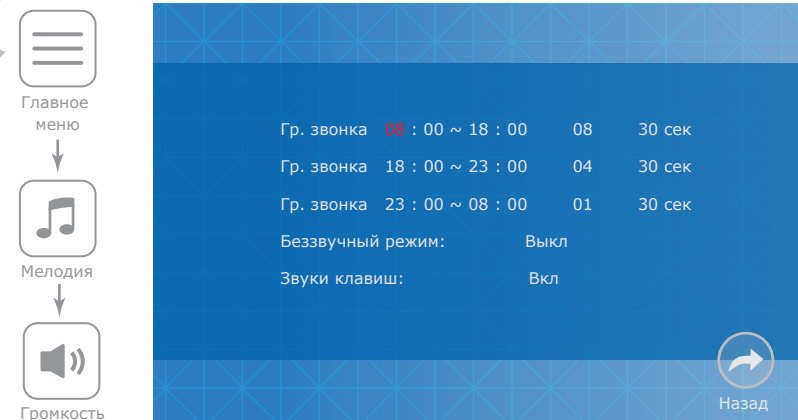 Главное
меню
Мелодия
Громкость
Гр. звонка 08 : 00 ~ 18 : 00 08 30 сек
Гр. звонка 18 : 00 ~ 23 : 00 04 30 сек
Гр. звонка 23 : 00 ~ 08 : 00 01 30 сек
Беззвучный режим: Выкл
Звуки клавиш: Вкл
Назад